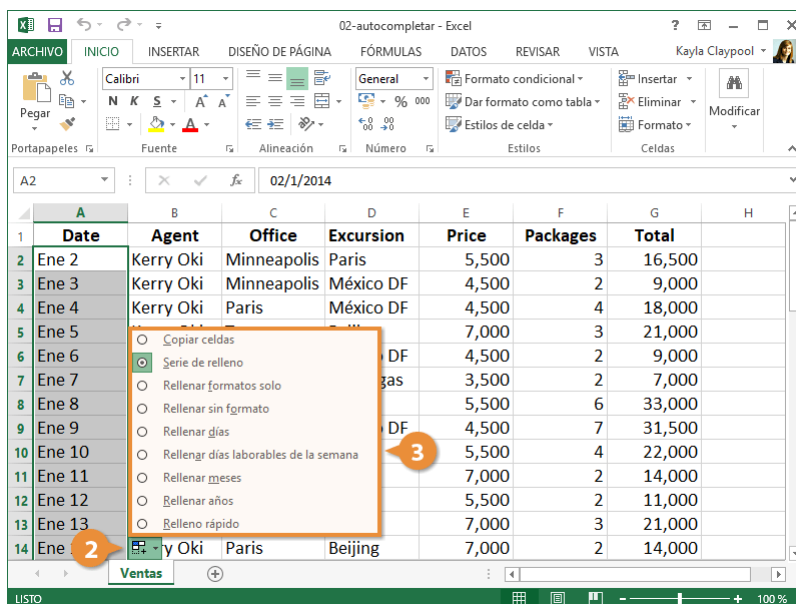 02-autocompletar - Excel ?
ARCHIVO INICIO INSERTAR DISEÑO DE PÁGINA FÓRMULAS DATOS REVISAR VISTA Kayla Claypool
Pegar
Calibri 11
N K S A A
A
General
% 000
Formato condicional
Dar formato como tabla
Estilos de celda
Insertar
Eliminar
Formato
Modificar
Portapapeles Fuente Alineación Número Estilos Celdas
A2 fx 02/1/2014
A B C D E F G H
1 Date Agent Office Excursion Price Packages Total
2 Ene 2 Kerry Oki Minneapolis Paris 5,500 3 16,500
3 Ene 3 Kerry Oki Minneapolis México DF 4,500 2 9,000
4 Ene 4 Kerry Oki Paris México DF 4,500 4 18,000
5 Ene 5 7,000 3 21,000
6 Ene 6 DF 4,500 2 9,000
7 Ene 7 gas 3,500 2 7,000
8 Ene 8 5,500 6 33,000
9 Ene 9 DF 4,500 7 31,500
10 Ene 10 5,500 4 22,000
11 Ene 11 7,000 2 14,000
12 Ene 12 5,500 2 11,000
13 Ene 13 7,000 3 21,000
14 Ene ry Oki Paris Beijing 7,000 2 14,000
Copiar celdas
Serie de relleno
Rellenar formatos solo
Rellenar sin formato
Rellenar días
Rellenar días laborables de la semana
Rellenar meses
Rellenar años
Relleno rápido
3
2
Ventas
LISTO 100 %